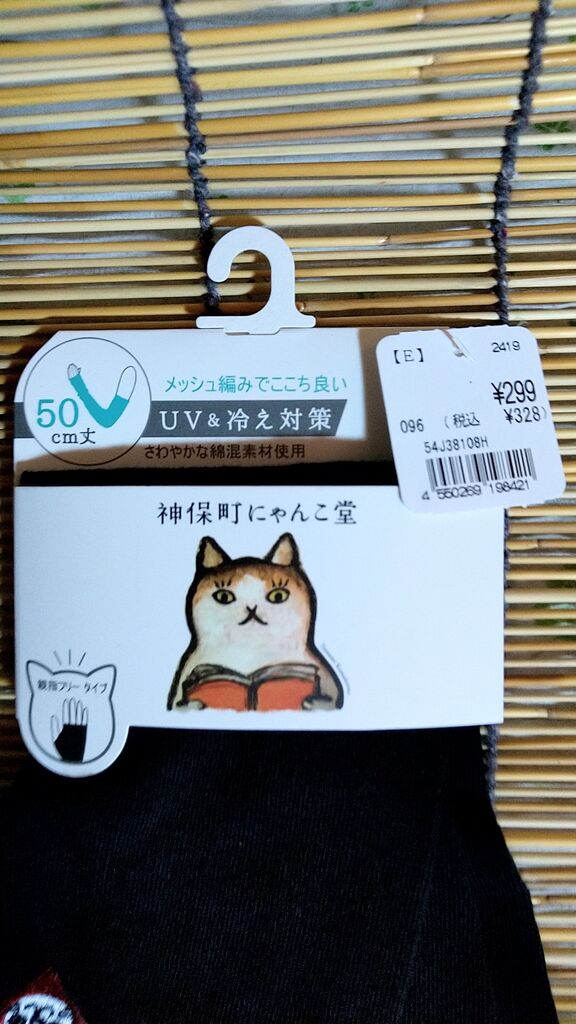 50
cm丈
メッシュ編みでここち良い
UV&冷え対策
さわやかな綿混素材使用
【E】 2419
¥299
096 (税込 ¥328)
54J38108H
4 550269 198421
神保町にゃんこ堂
親指フリータイプ